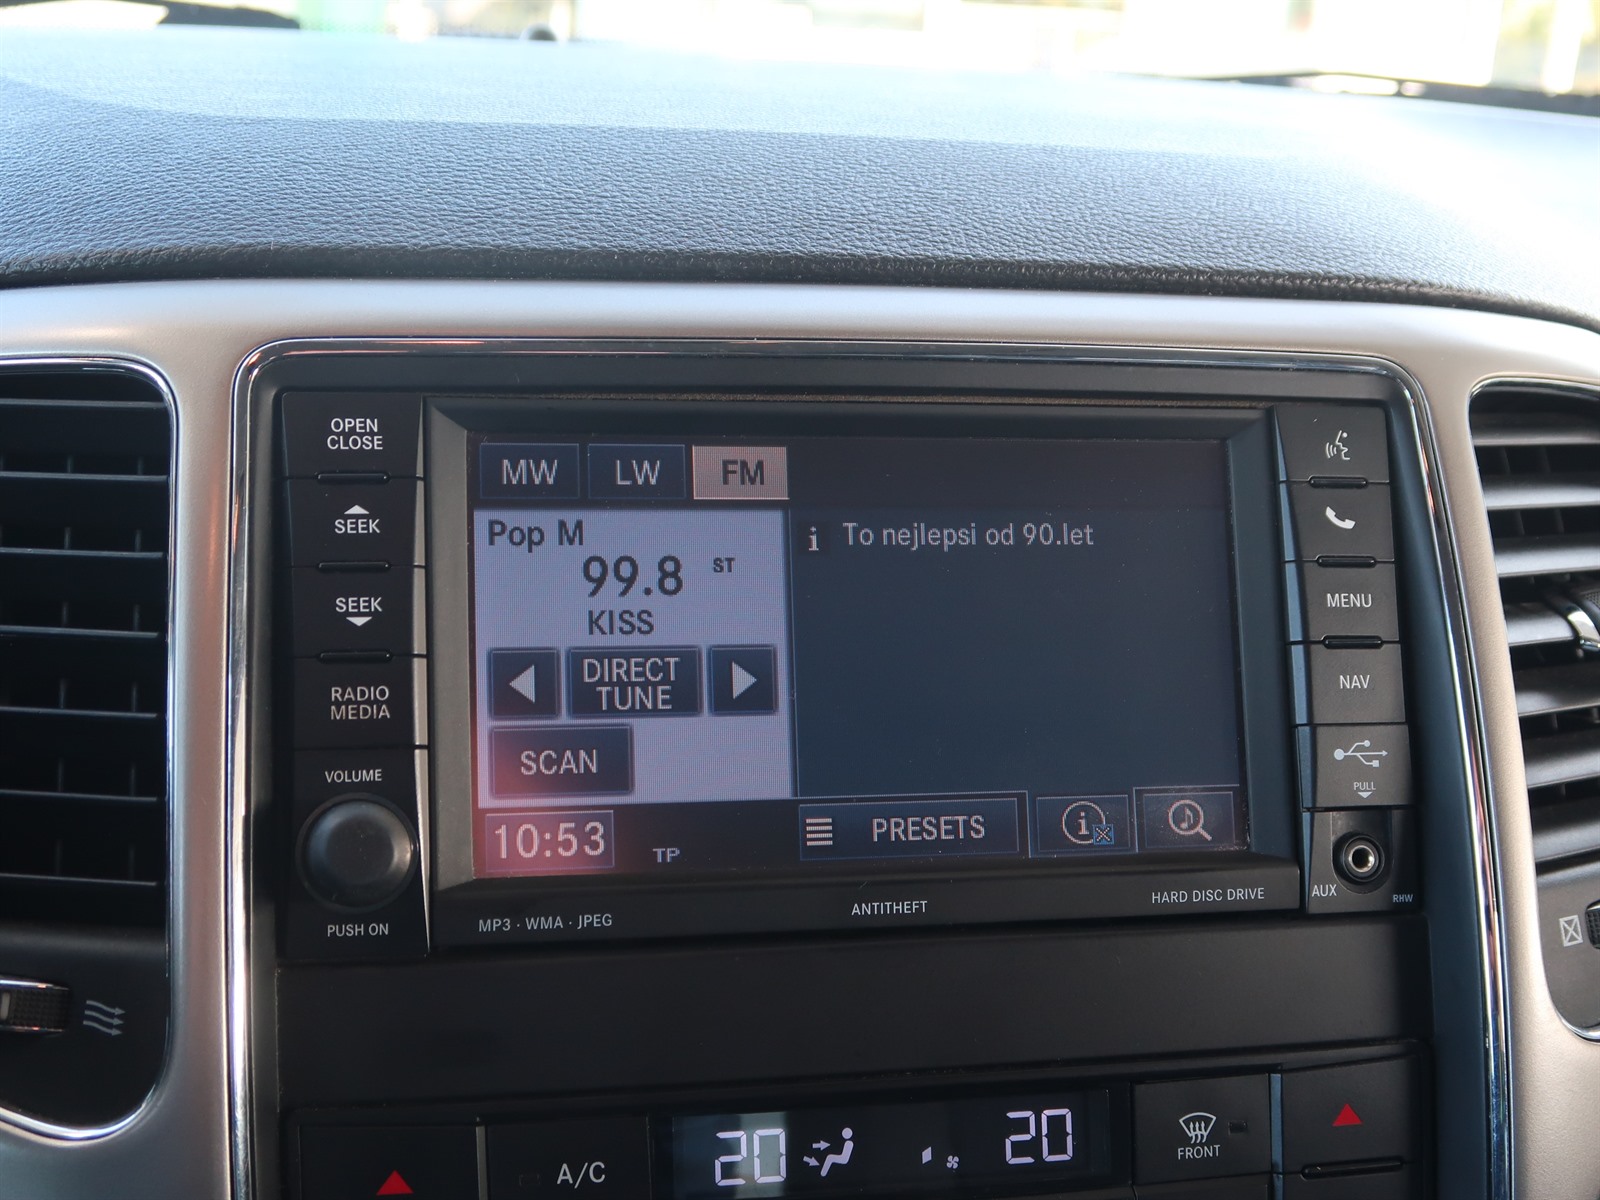 OPEN
CLOSE
SEEK
SEEK
RADIO
MEDIA
VOLUME
PUSH ON
MW
LW
FM
Pop M
99.8
ST
KISS
DIRECT
TUNE
SCAN
10:53
TP
i
To nejlepsi od 90.let
PRESETS
i
MP3 · WMA · JPEG
ANTITHEFT
HARD DISC DRIVE
MENU
NAV
PULL
AUX
RHW
A/C
20
20
FRONT